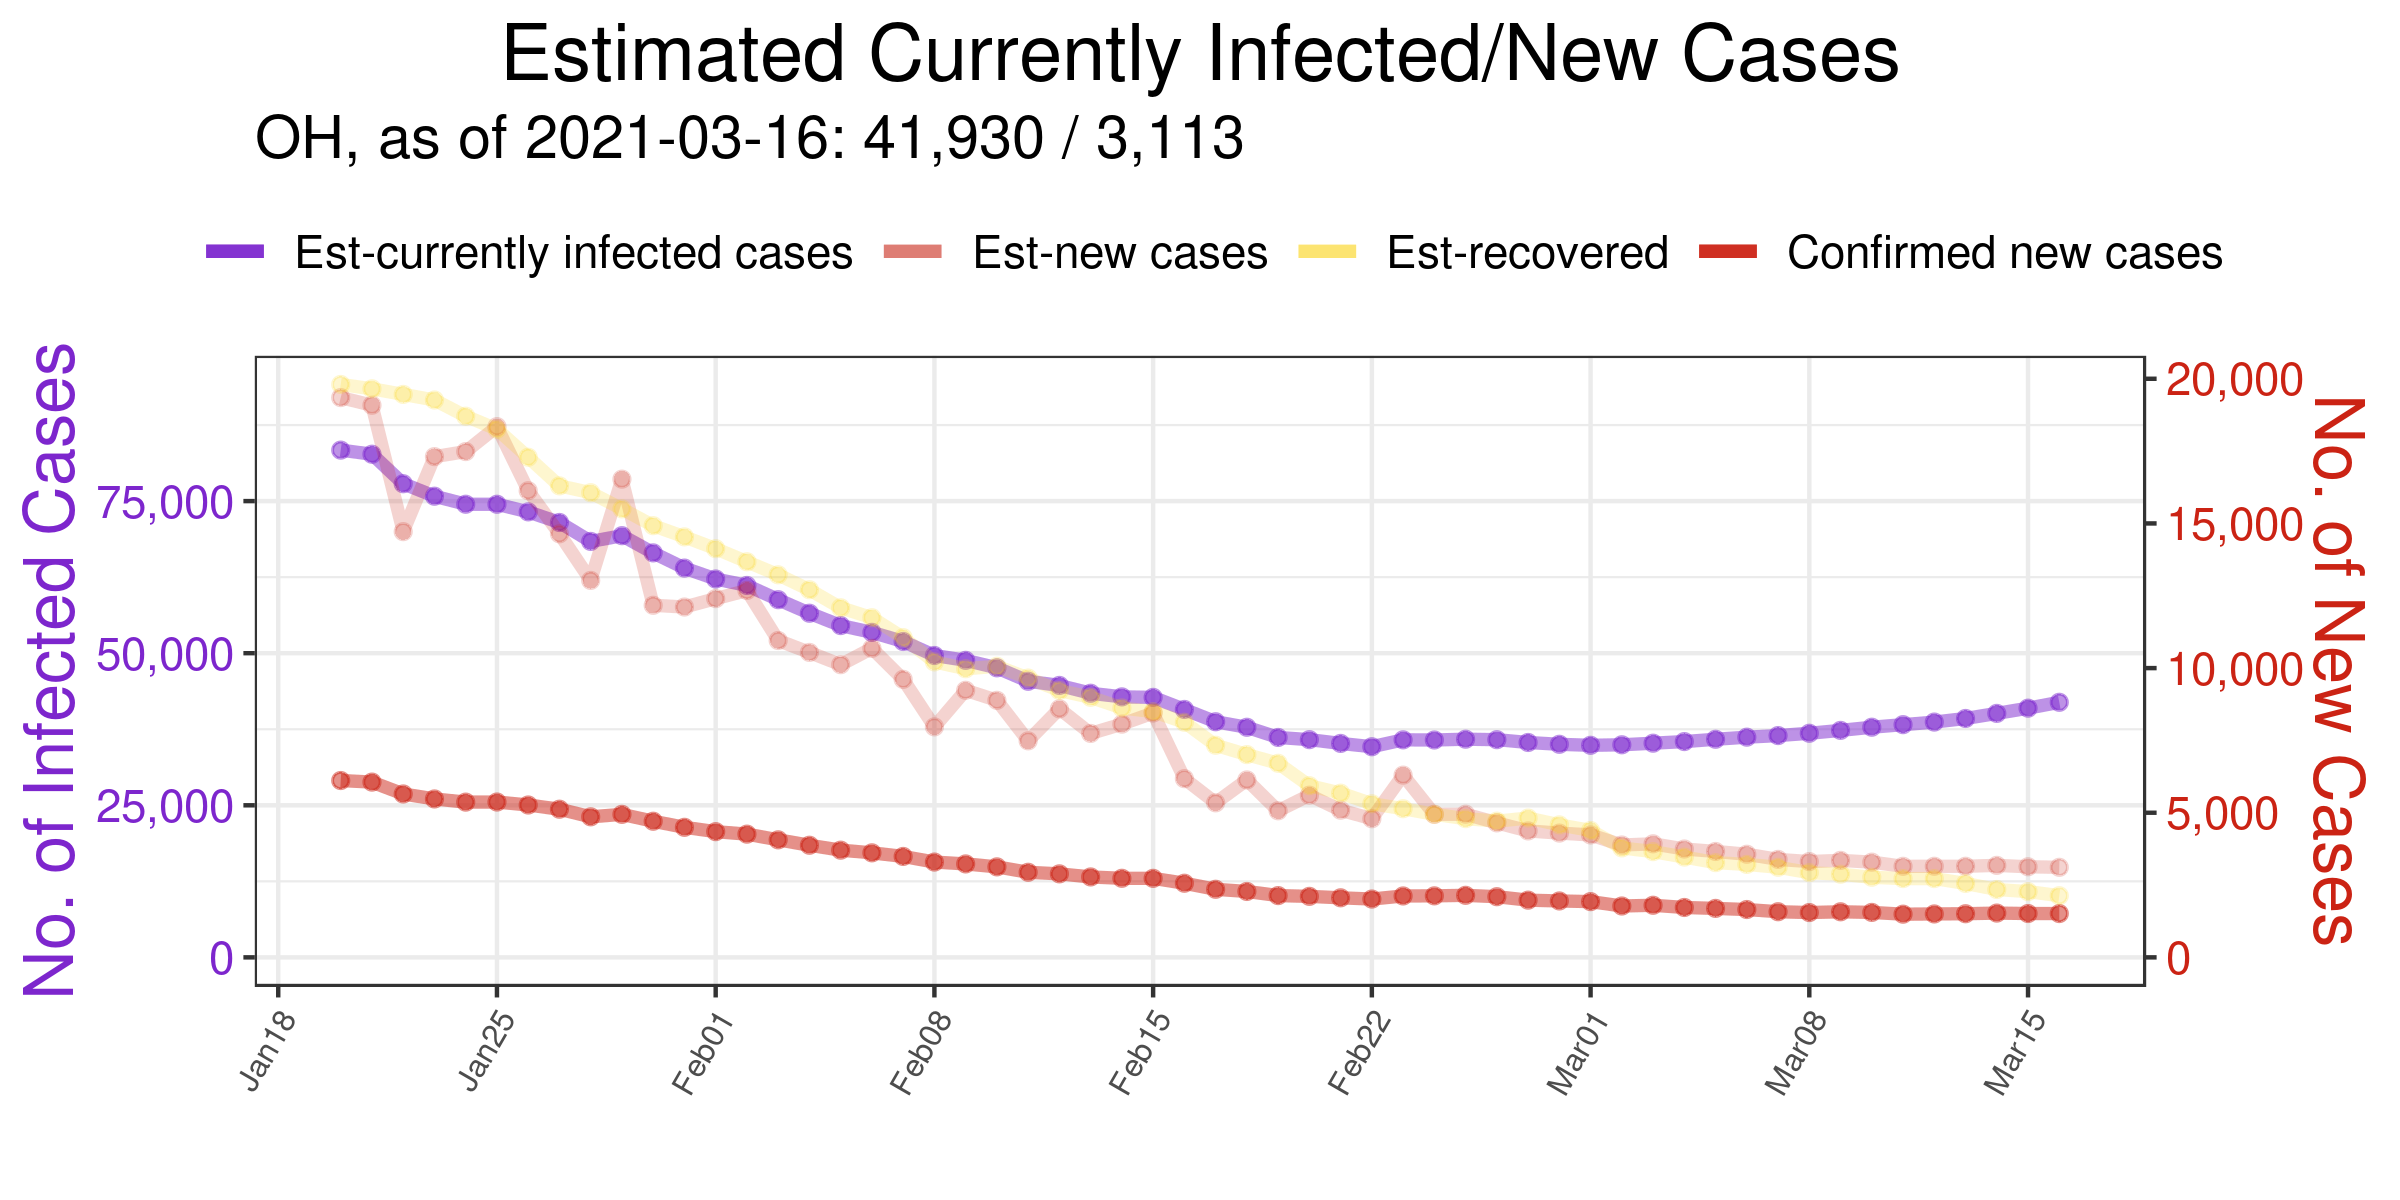 Estimated Currently Infected/New Cases
OH, as of 2021-03-16: 41,930 / 3,113
Est-currently infected cases Est-new cases Est-recovered Confirmed new cases
No. of Infected Cases
75,000
50,000
25,000
0
20,000
15,000
10,000
5,000
0
No. of New Cases
Jan18 Jan25 Feb01 Feb08 Feb15 Feb22 Mar01 Mar08 Mar15